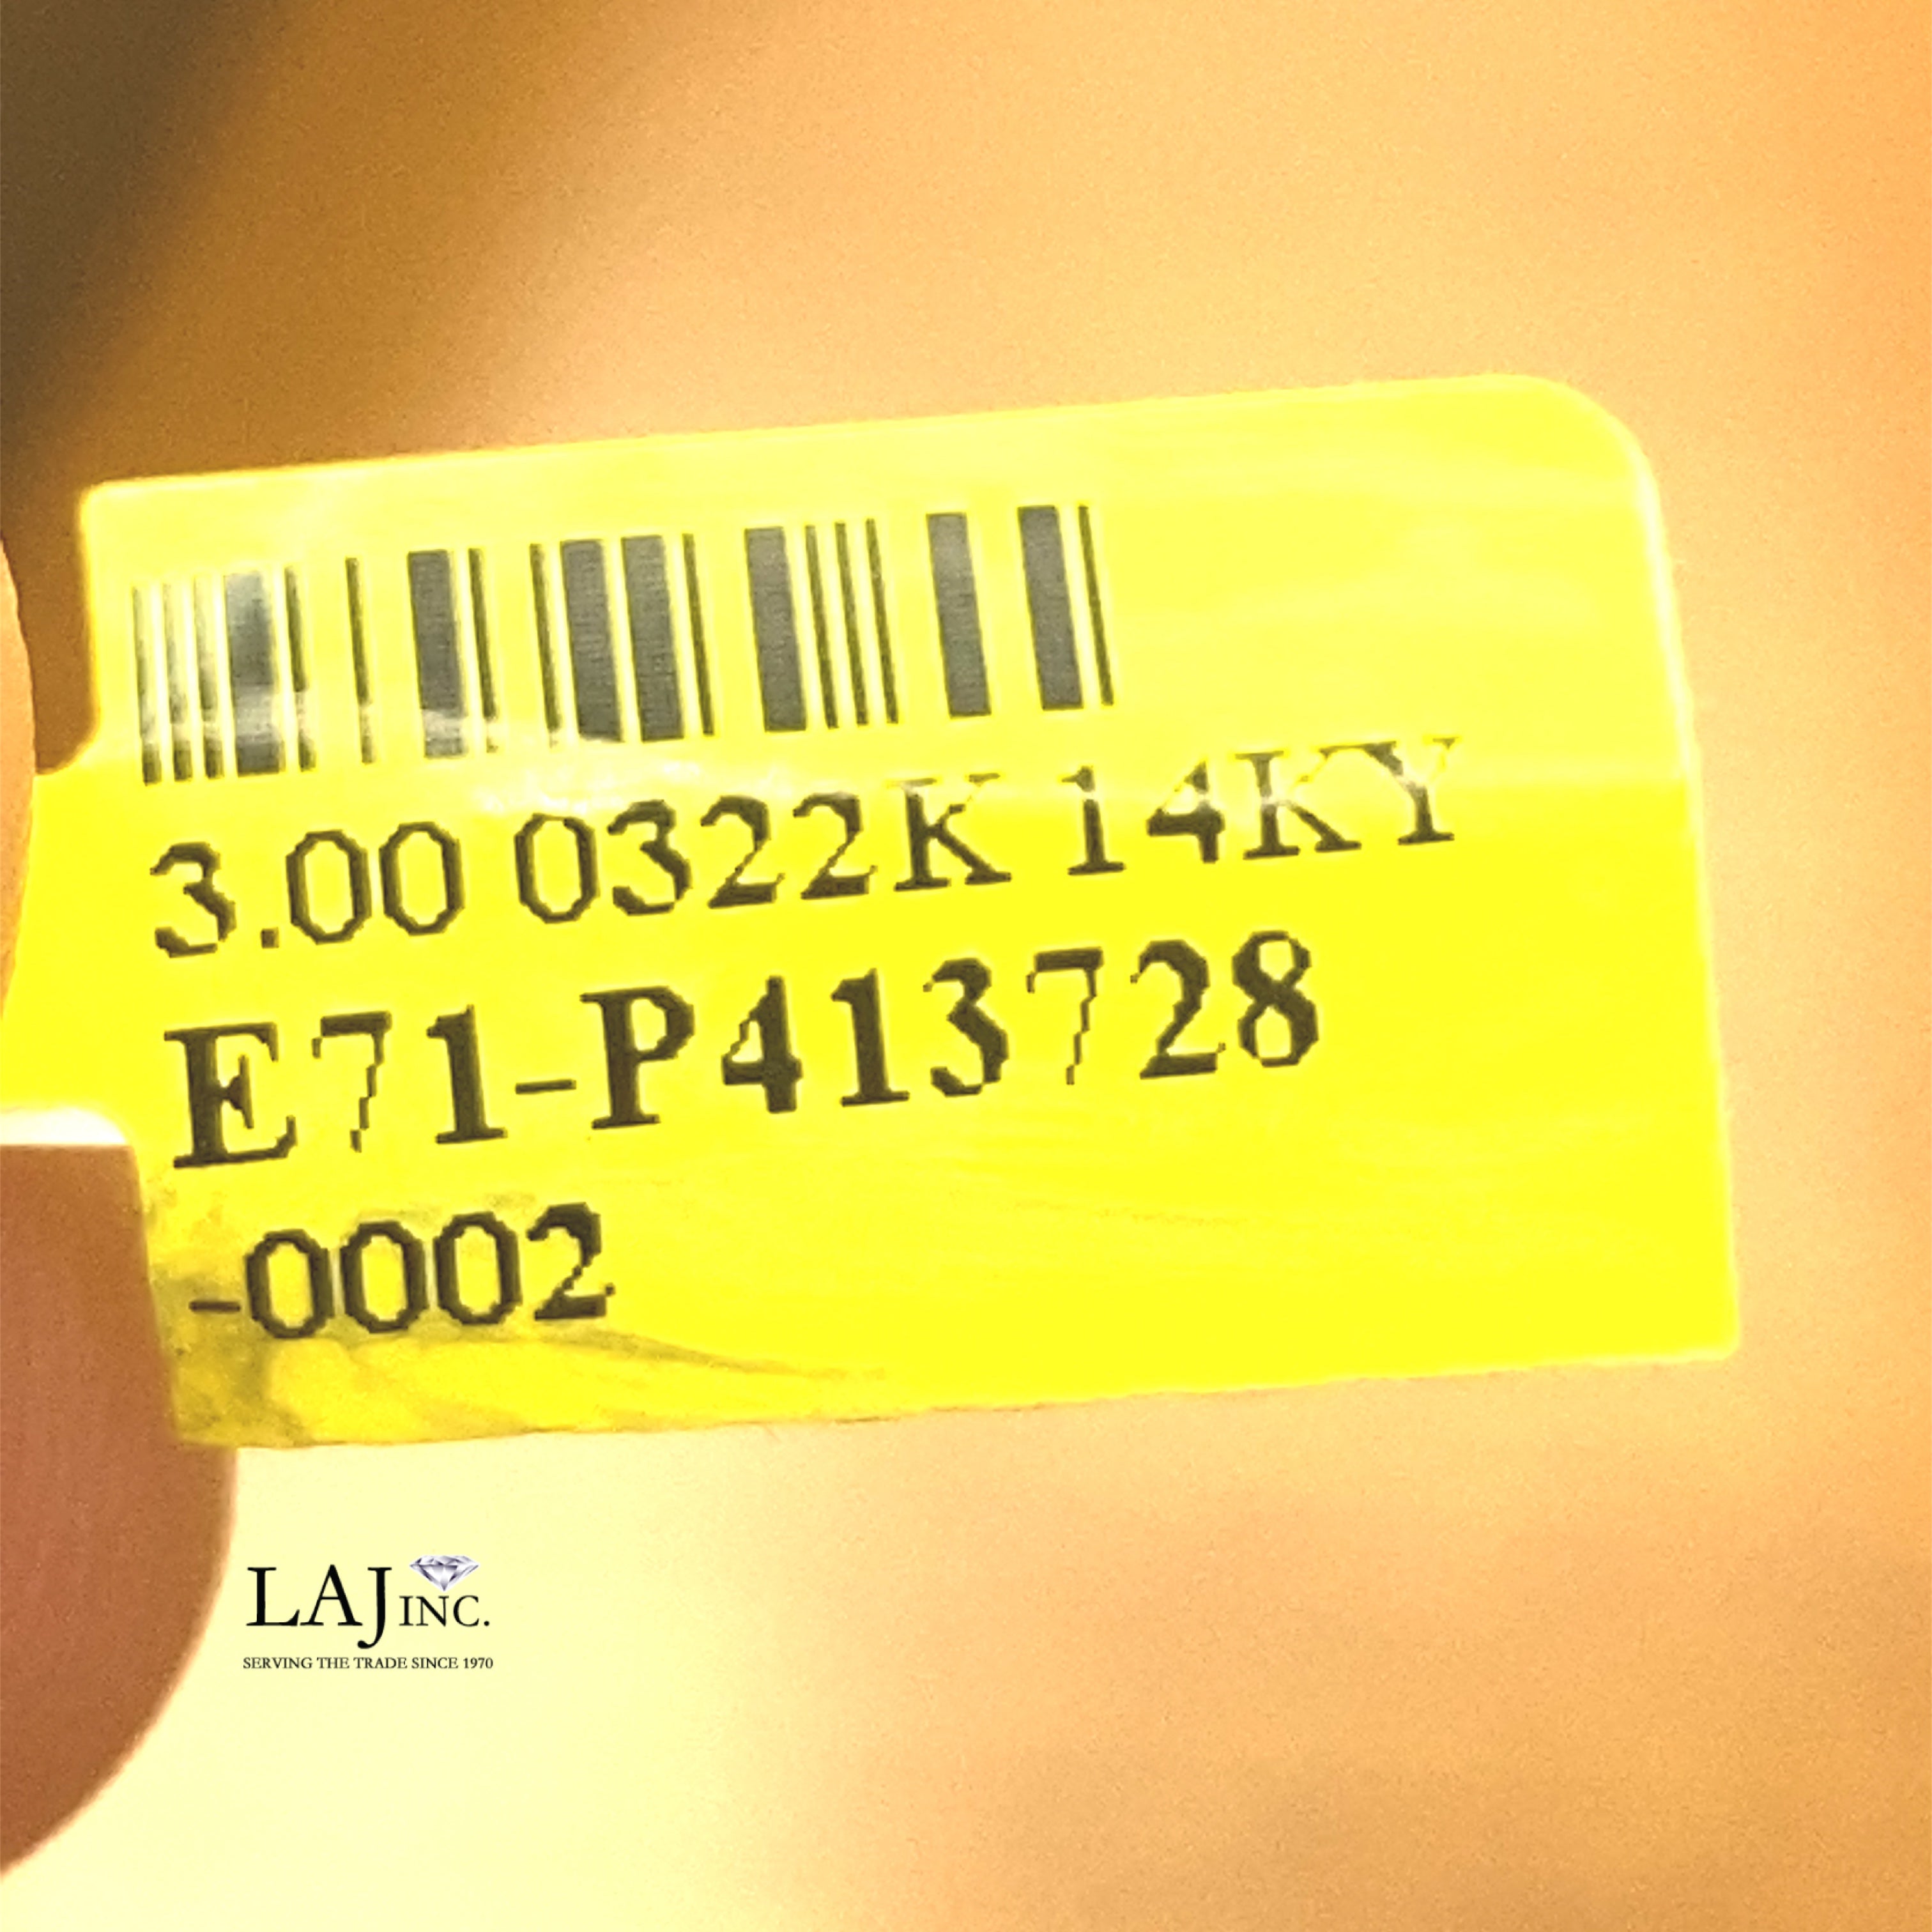 3.00 0322K 14KY
E71-P413728
-0002
LAJ INC.
SERVING THE TRADE SINCE 1970